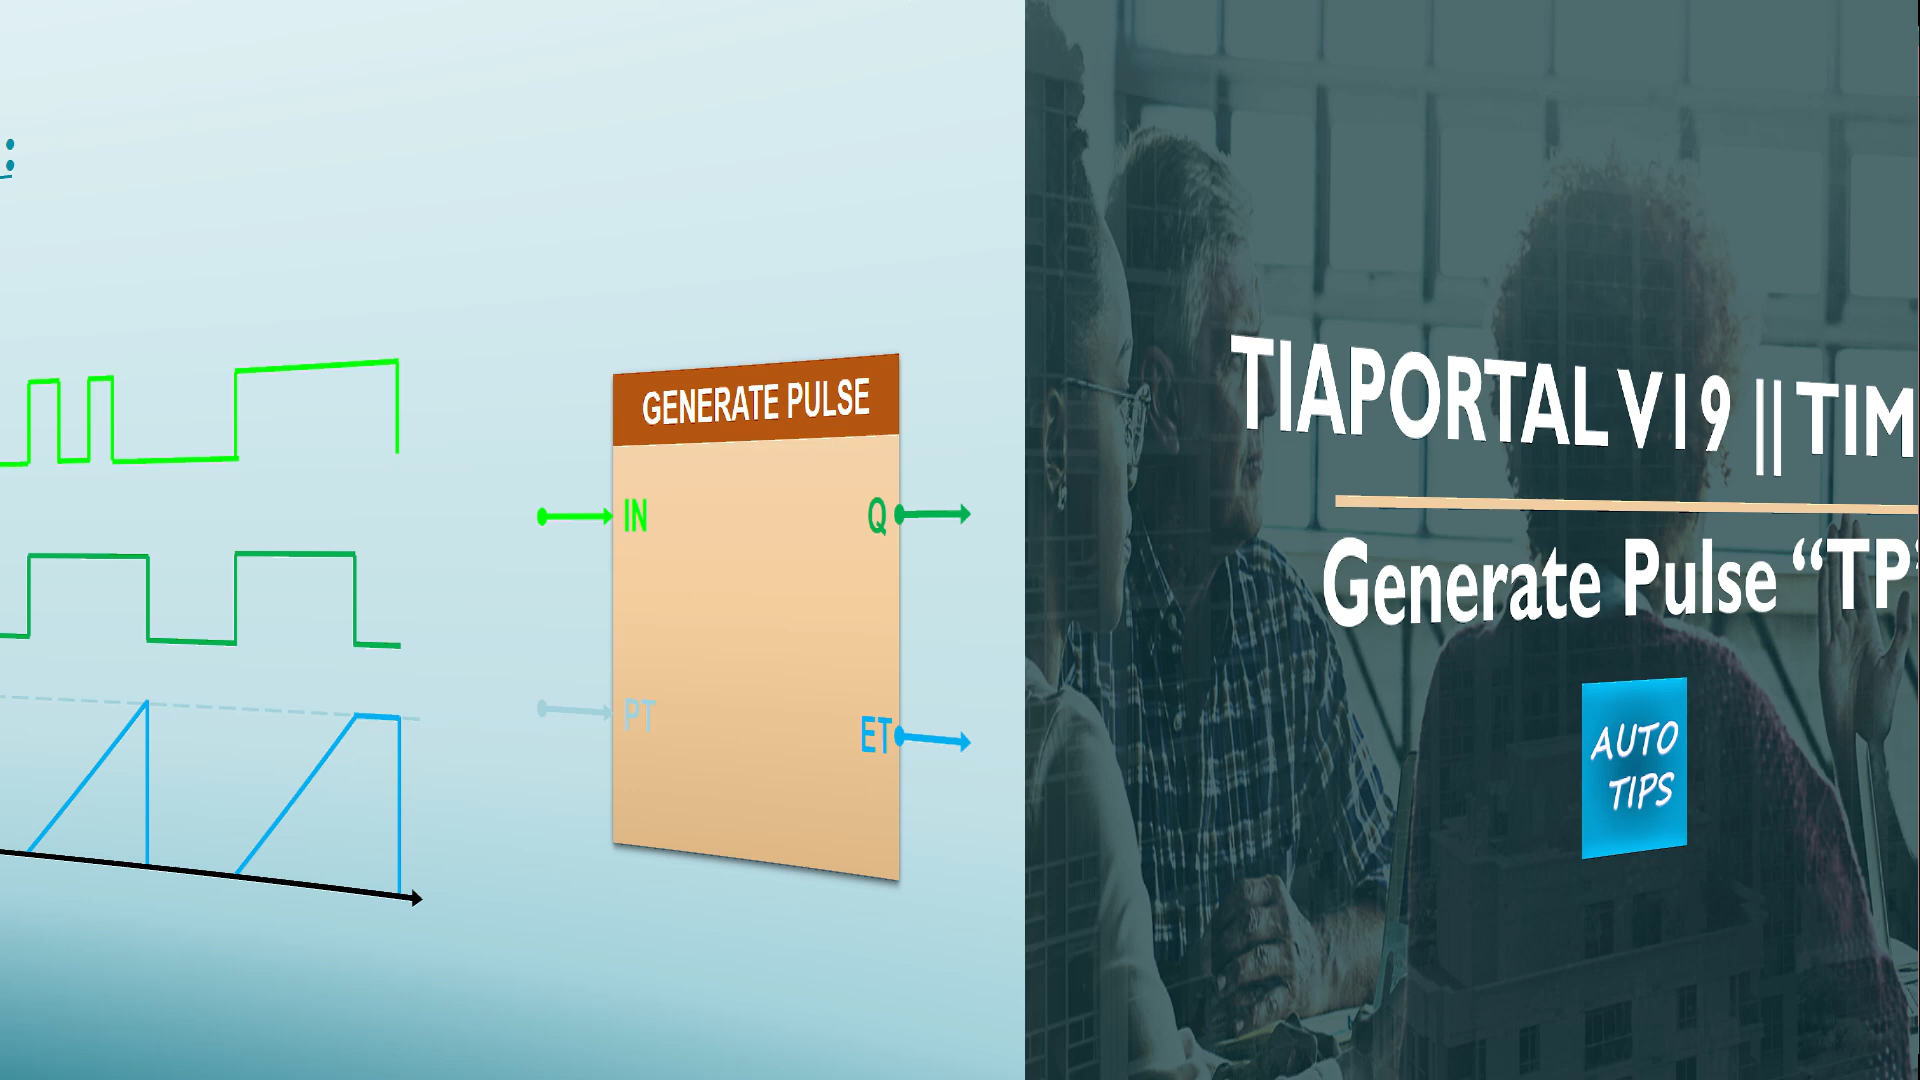 :
GENERATE PULSE
IN
Q
PT
ET
TIAPORTAL V19 || TIM
Generate Pulse “TP”
AUTO
TIPS